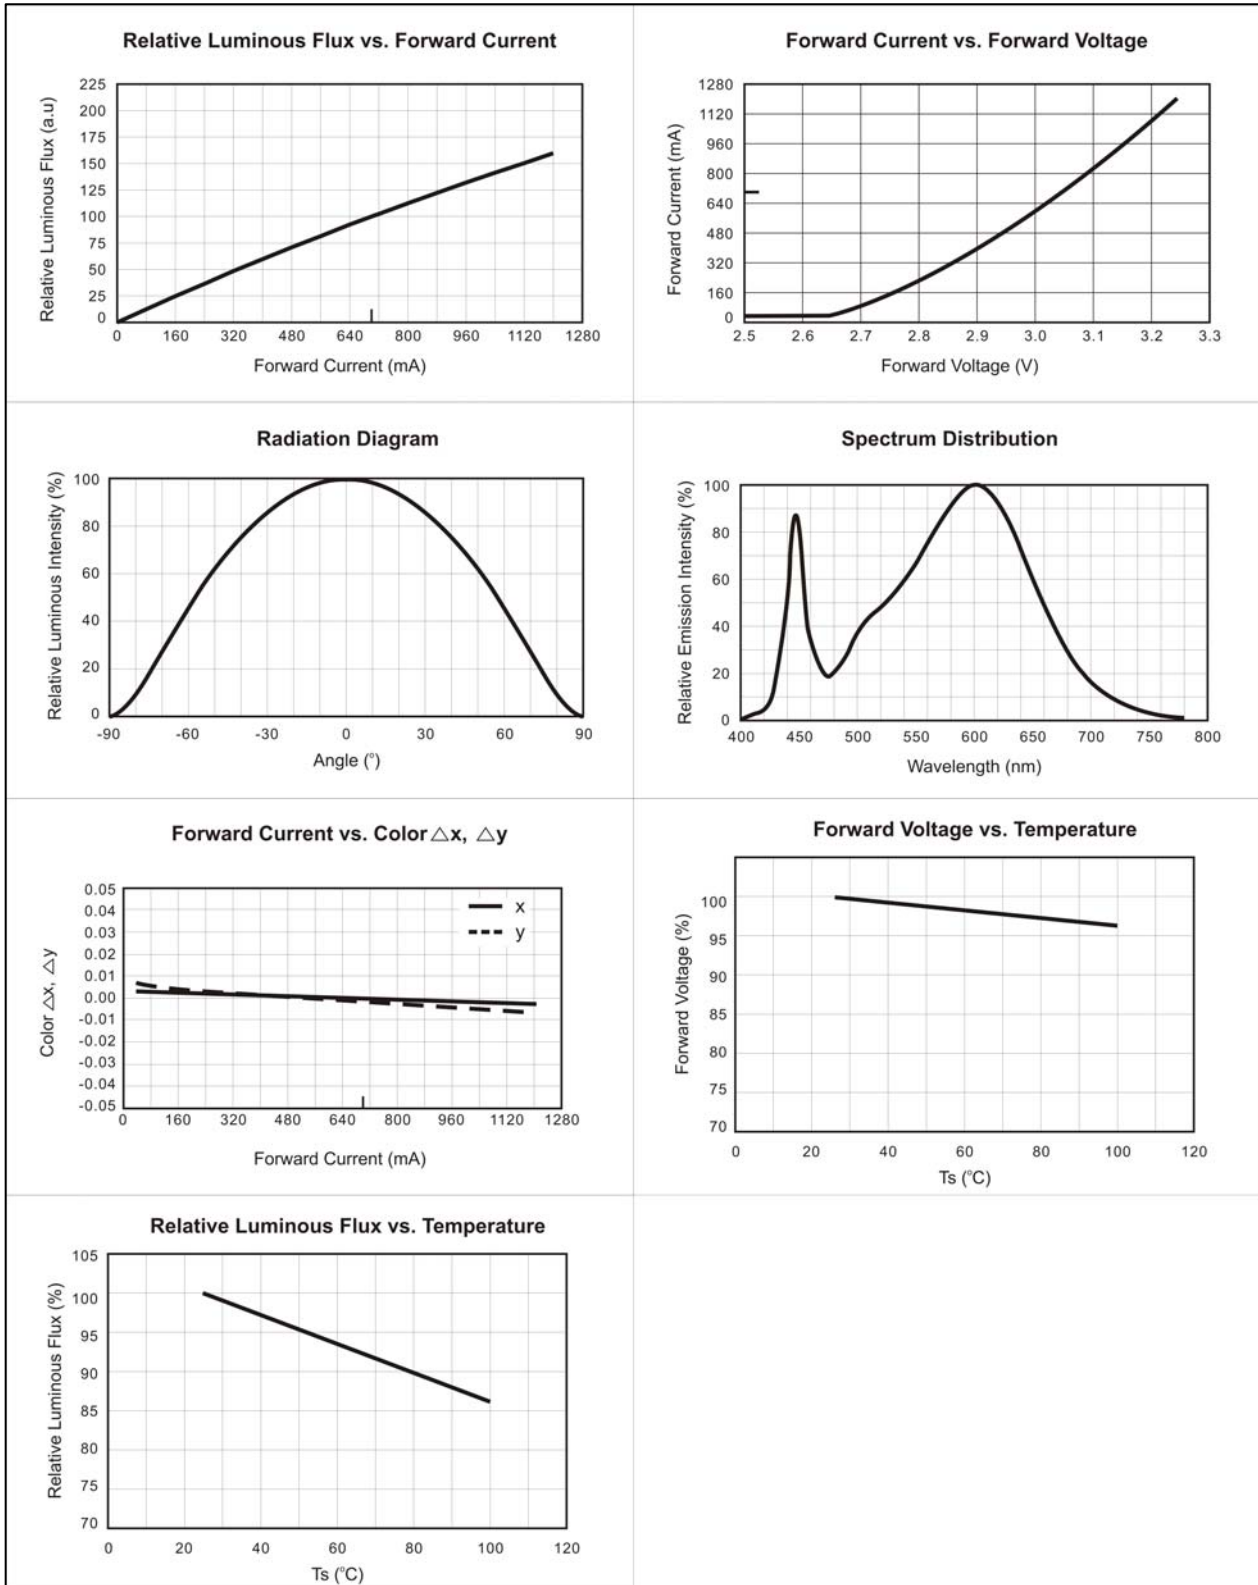 Relative Luminous Flux vs. Forward Current
Relative Luminous Flux (a.u)
225
200
175
150
125
100
75
50
25
0
0 160 320 480 640 800 960 1120 1280
Forward Current (mA)
Forward Current vs. Forward Voltage
Forward Current (mA)
1280
1120
960
800
640
480
320
160
0
2.5 2.6 2.7 2.8 2.9 3.0 3.1 3.2 3.3
Forward Voltage (V)
Radiation Diagram
Relative Luminous Intensity (%)
100
80
60
40
20
0
-90 -60 -30 0 30 60 90
Angle (°)
Spectrum Distribution
Relative Emission Intensity (%)
100
80
60
40
20
0
400 450 500 550 600 650 700 750 800
Wavelength (nm)
Forward Current vs. Color △x, △y
Color △x, △y
0.05
0.04
0.03
0.02
0.01
0.00
-0.01
-0.02
-0.03
-0.04
-0.05
x
y
0 160 320 480 640 800 960 1120 1280
Forward Current (mA)
Forward Voltage vs. Temperature
Forward Voltage (%)
100
95
90
85
80
75
70
0 20 40 60 80 100 120
Ts (°C)
Relative Luminous Flux vs. Temperature
Relative Luminous Flux (%)
105
100
95
90
85
80
75
70
0 20 40 60 80 100 120
Ts (°C)